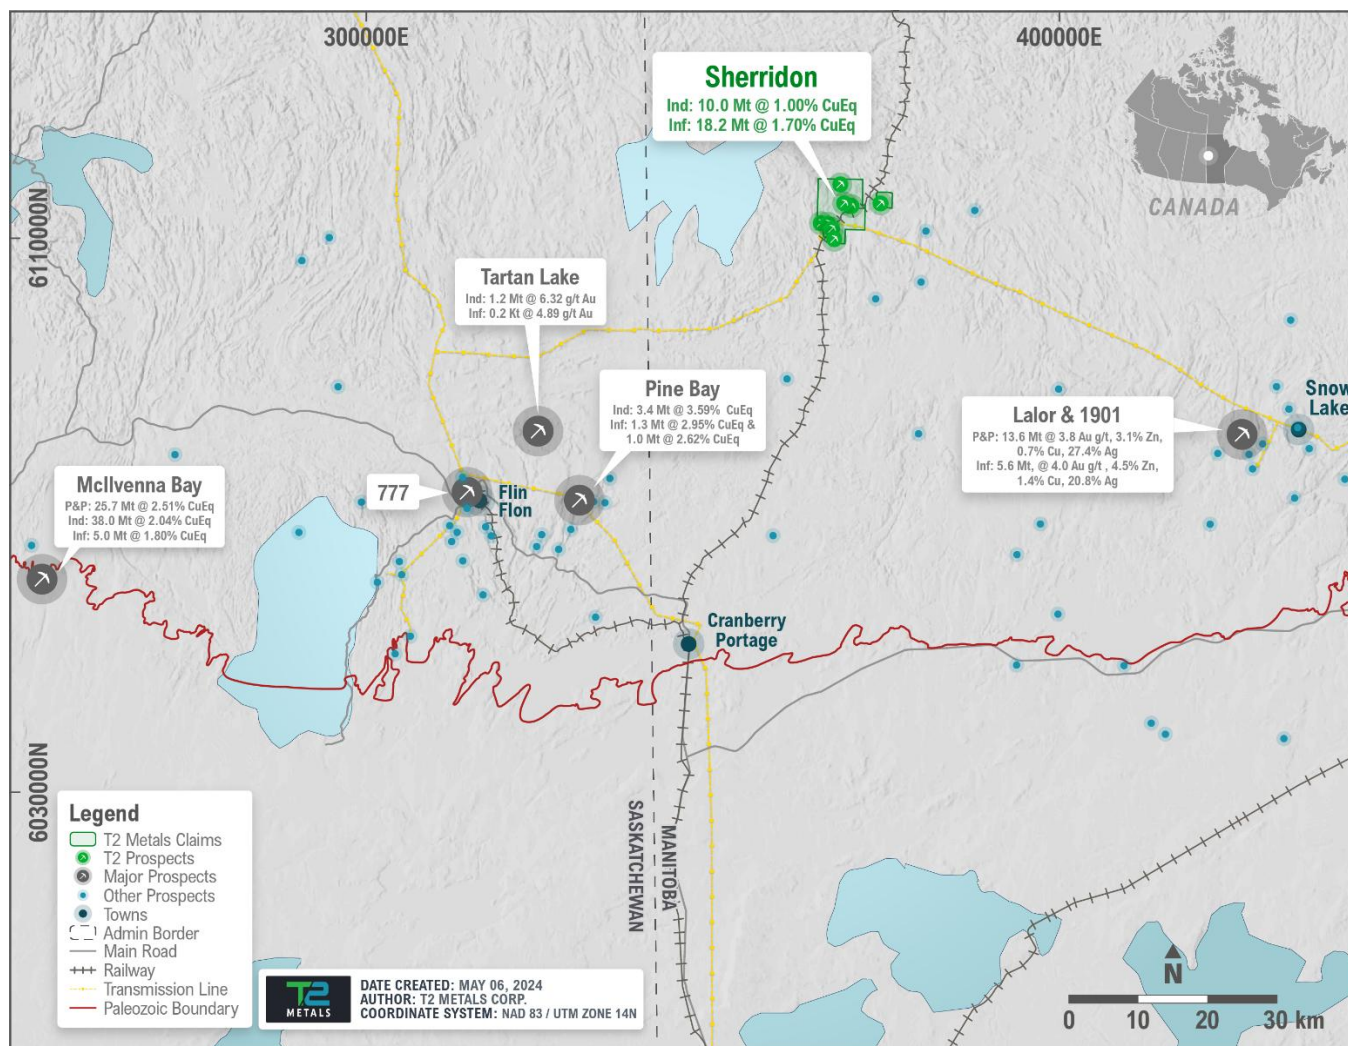 300000E
400000E
6110000N
6030000N
Sherridon
Ind: 10.0 Mt @ 1.00% CuEq
Inf: 18.2 Mt @ 1.70% CuEq
CANADA
Tartan Lake
Ind: 1.2 Mt @ 6.32 g/t Au
Inf: 0.2 Kt @ 4.89 g/t Au
Pine Bay
Ind: 3.4 Mt @ 3.59% CuEq
Inf: 1.3 Mt @ 2.95% CuEq &
1.0 Mt @ 2.62% CuEq
Lalor & 1901
P&P: 13.6 Mt @ 3.8 Au g/t, 3.1% Zn,
0.7% Cu, 27.4% Ag
Inf: 5.6 Mt, @ 4.0 Au g/t , 4.5% Zn,
1.4% Cu, 20.8% Ag
Snow
Lake
McIlvenna Bay
P&P: 25.7 Mt @ 2.51% CuEq
Ind: 38.0 Mt @ 2.04% CuEq
Inf: 5.0 Mt @ 1.80% CuEq
777
Flin
Flon
Cranberry
Portage
SASKATCHEWAN
MANITOBA
Legend
T2 Metals Claims
T2 Prospects
Major Prospects
Other Prospects
Towns
Admin Border
Main Road
Railway
Transmission Line
Paleozoic Boundary
T2
METALS
DATE CREATED: MAY 06, 2024
AUTHOR: T2 METALS CORP.
COORDINATE SYSTEM: NAD 83 / UTM ZONE 14N
N
0 10 20 30 km